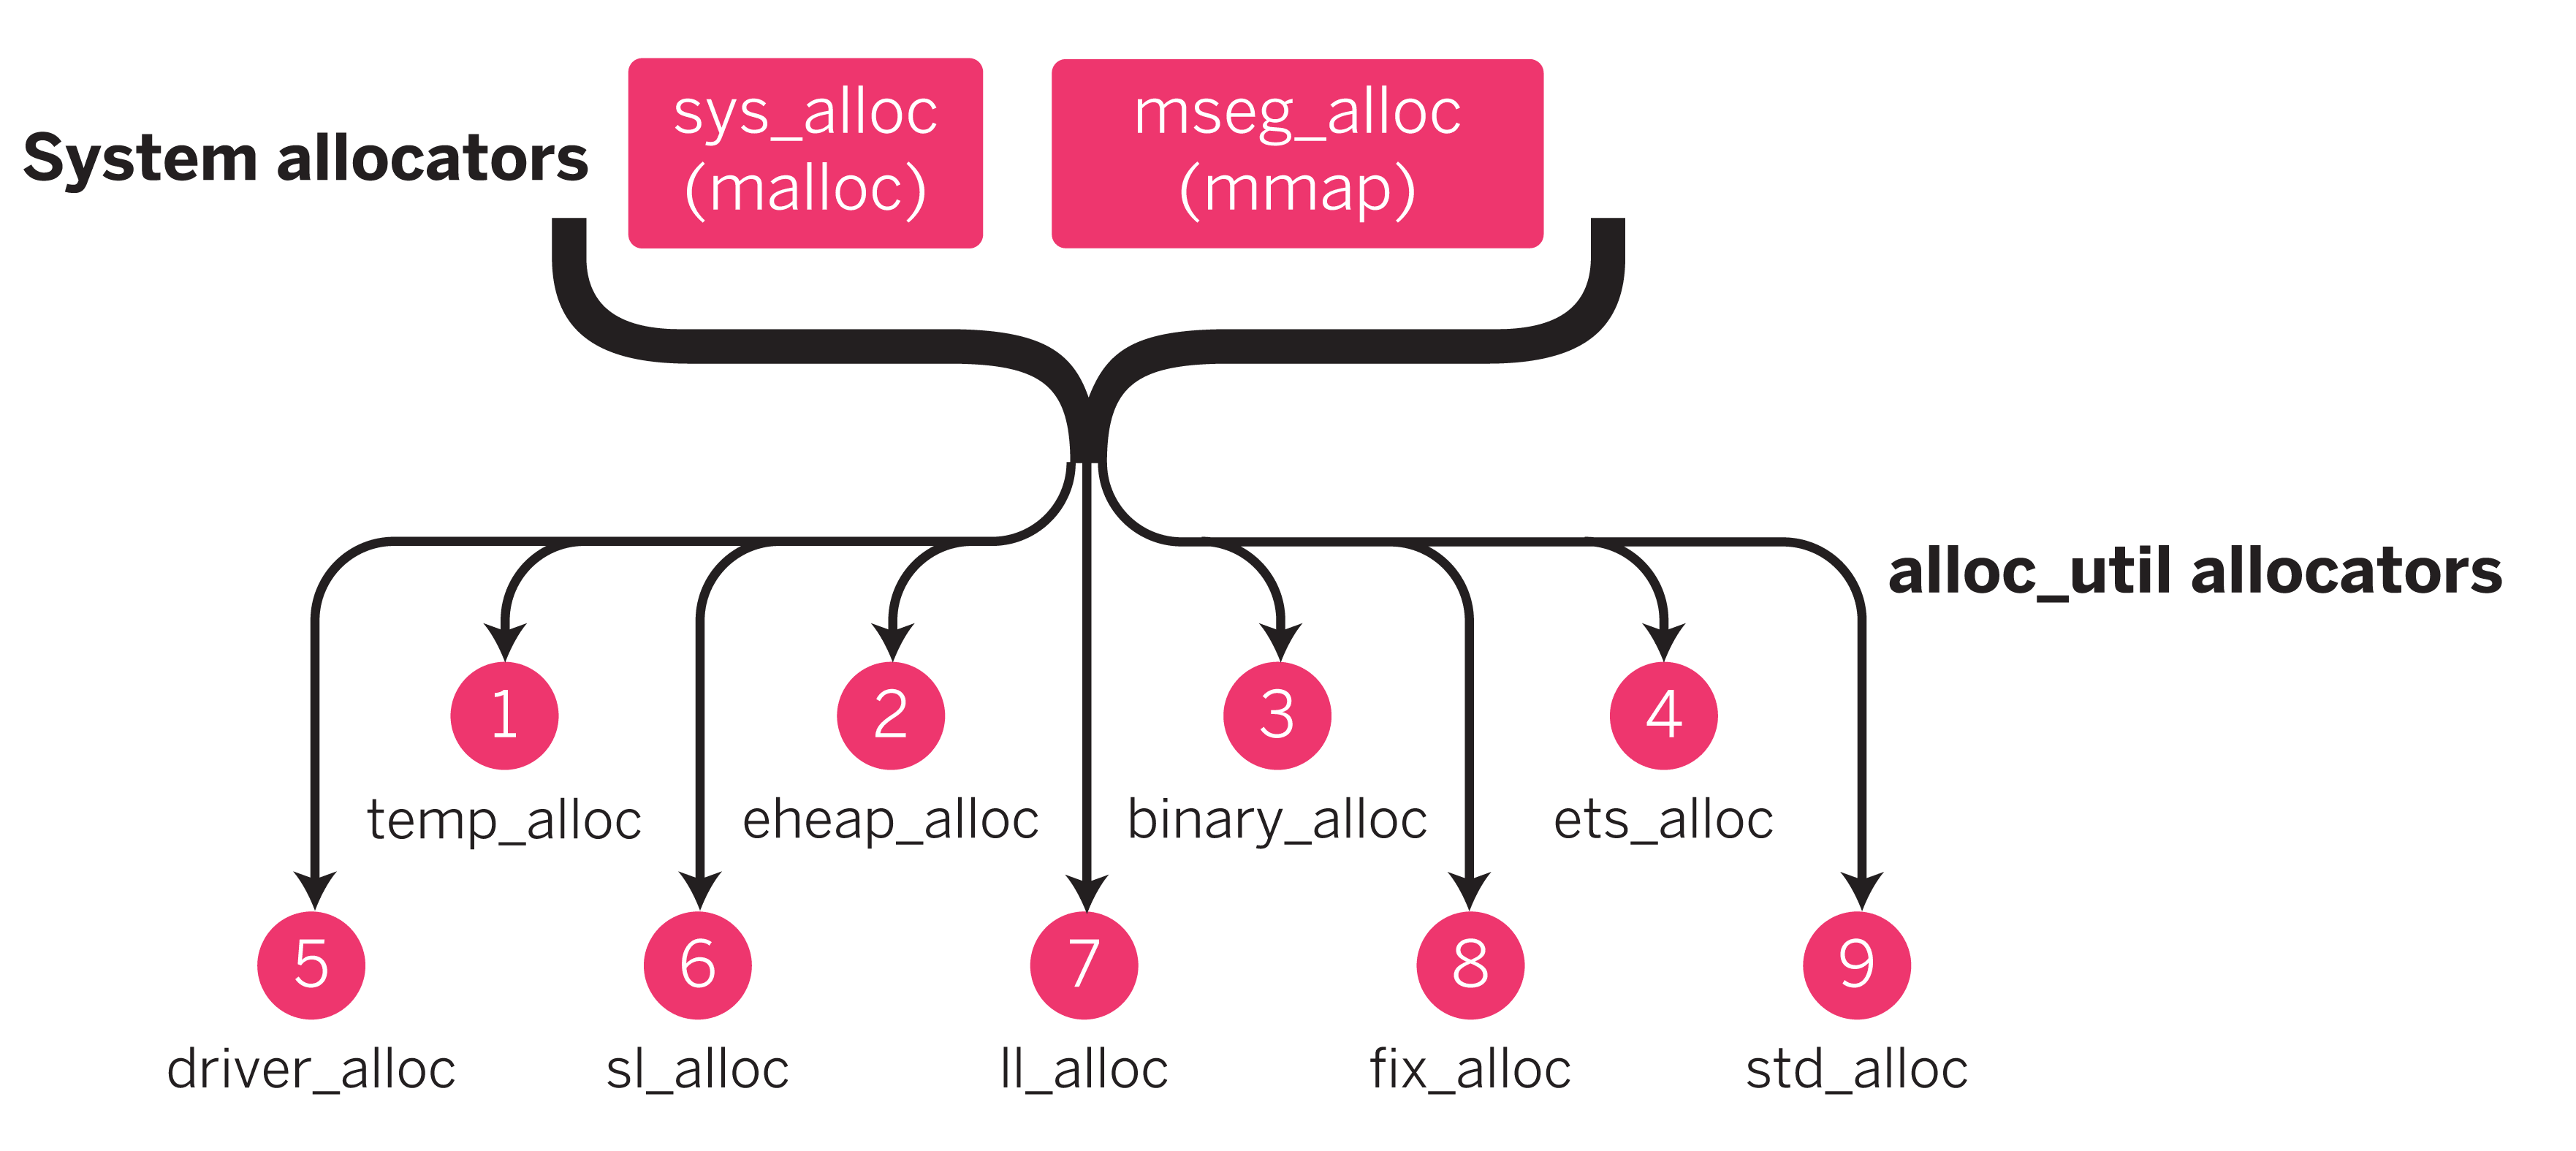 System allocators
sys_alloc
(malloc)
mseg_alloc
(mmap)
alloc_util allocators
1
temp_alloc
2
eheap_alloc
3
binary_alloc
4
ets_alloc
5
driver_alloc
6
sl_alloc
7
ll_alloc
8
fix_alloc
9
std_alloc